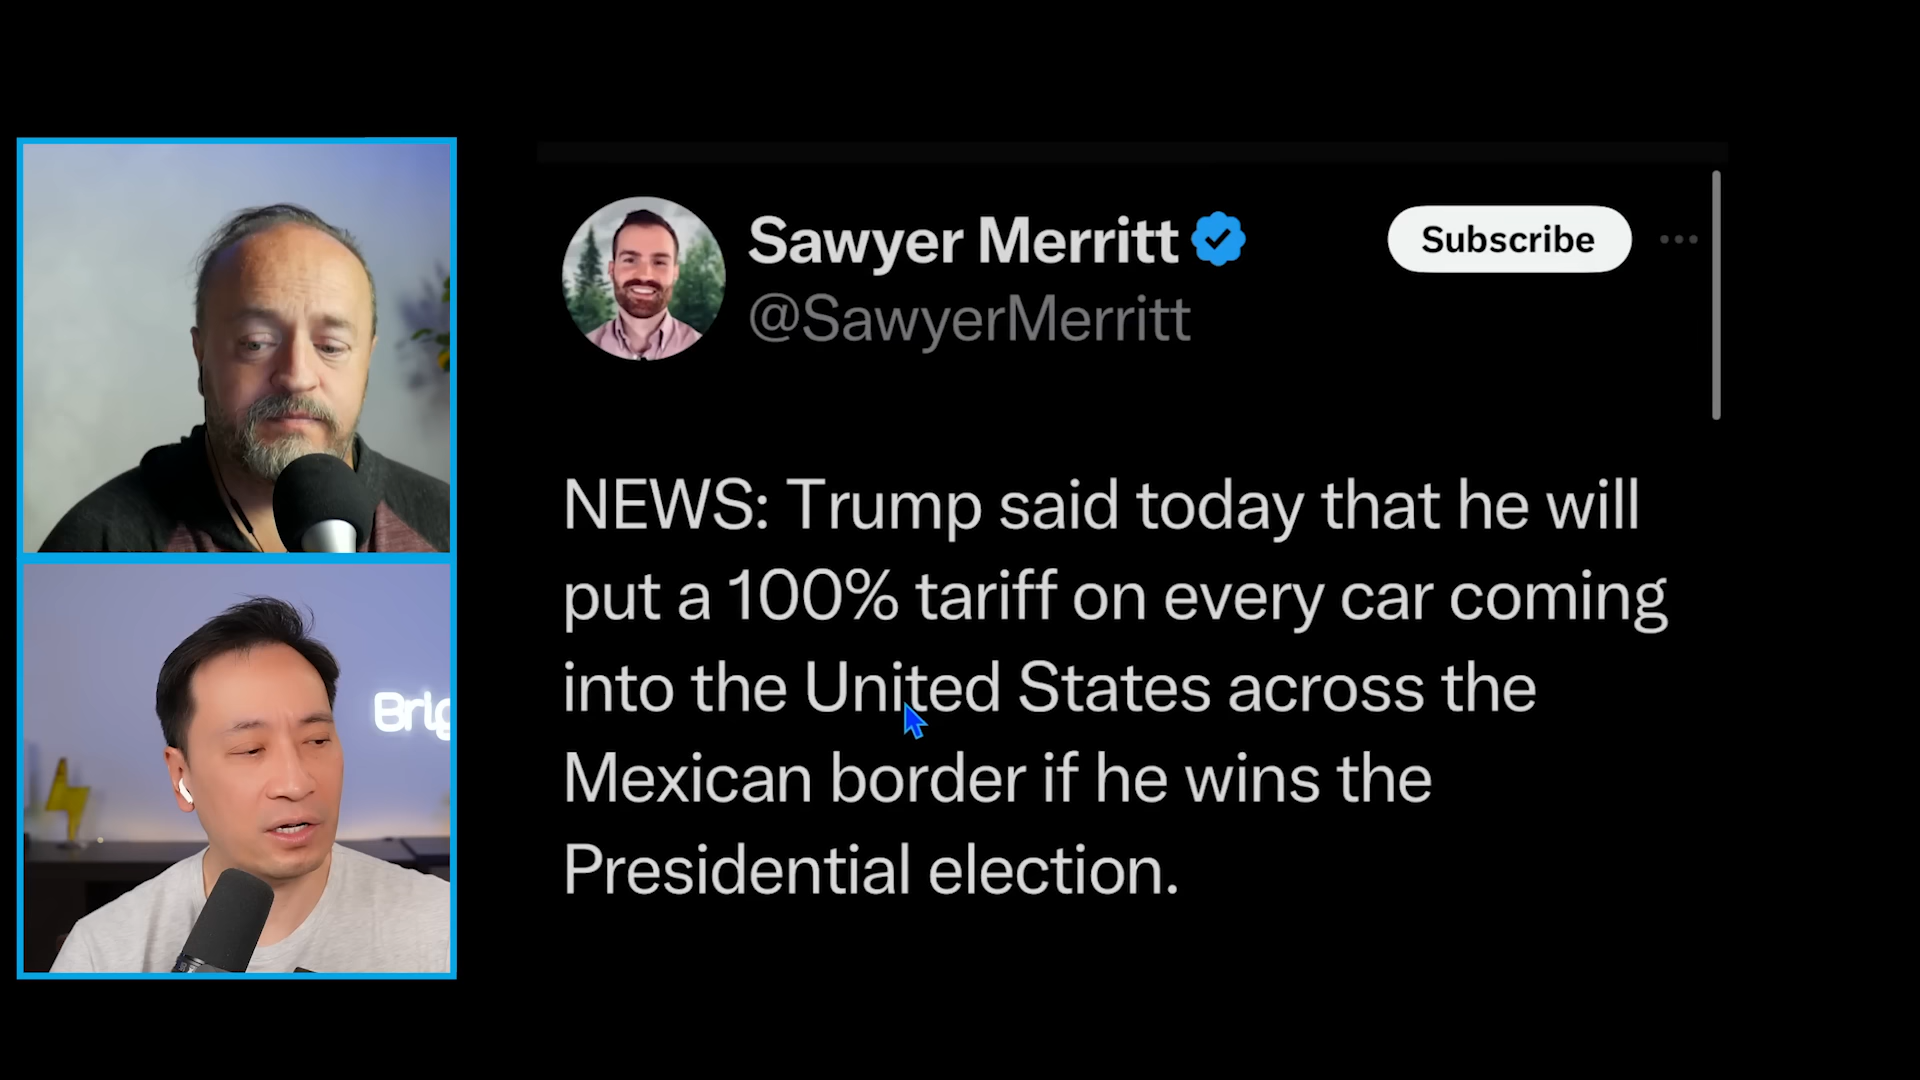 Sawyer Merritt
Subscribe
@SawyerMerritt
NEWS: Trump said today that he will
put a 100% tariff on every car coming
into the United States across the
Mexican border if he wins the
Presidential election.
Brig